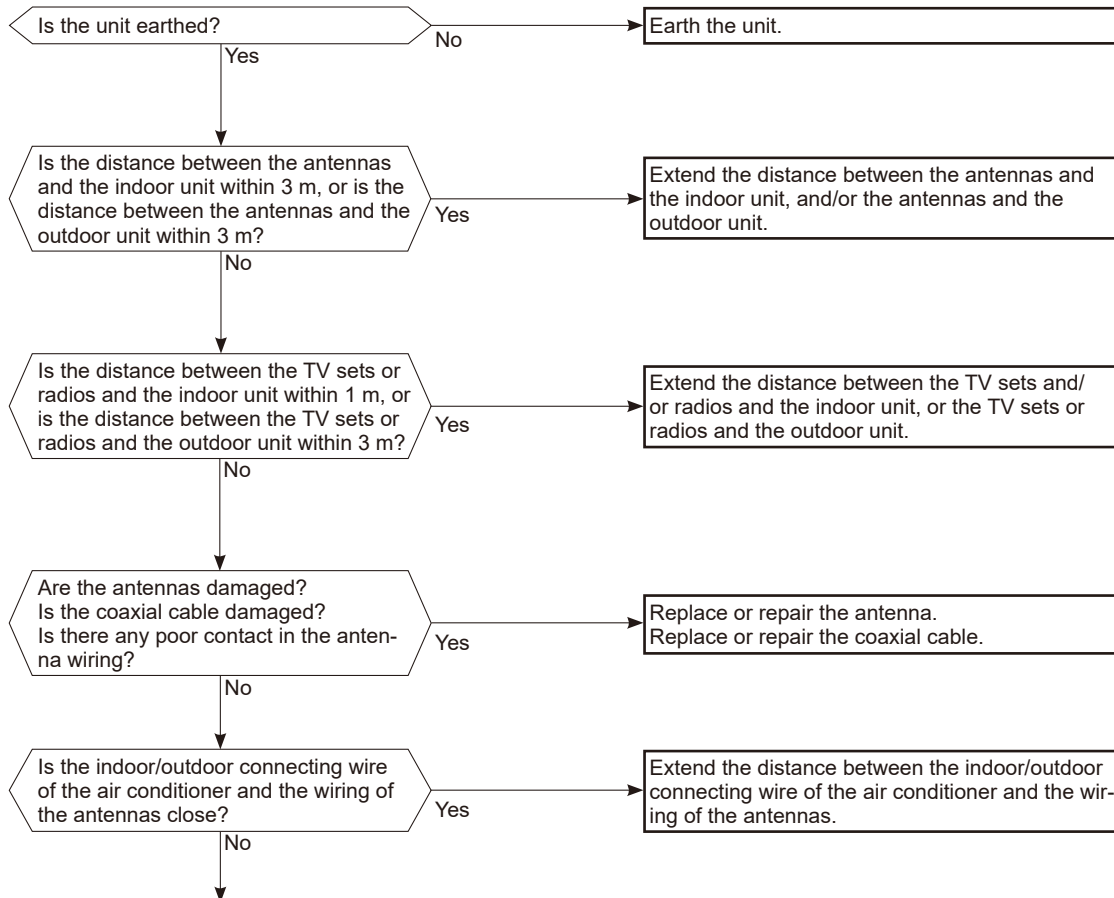 Is the unit earthed?
No
Earth the unit.
Yes
Is the distance between the antennas
and the indoor unit within 3 m, or is the
distance between the antennas and the
outdoor unit within 3 m?
Yes
Extend the distance between the antennas and
the indoor unit, and/or the antennas and the
outdoor unit.
No
Is the distance between the TV sets or
radios and the indoor unit within 1 m, or
is the distance between the TV sets or
radios and the outdoor unit within 3 m?
Yes
Extend the distance between the TV sets and/
or radios and the indoor unit, or the TV sets or
radios and the outdoor unit.
No
Are the antennas damaged?
Is the coaxial cable damaged?
Is there any poor contact in the anten-
na wiring?
Yes
Replace or repair the antenna.
Replace or repair the coaxial cable.
No
Is the indoor/outdoor connecting wire
of the air conditioner and the wiring of
the antennas close?
Yes
Extend the distance between the indoor/outdoor
connecting wire of the air conditioner and the wir-
ing of the antennas.
No